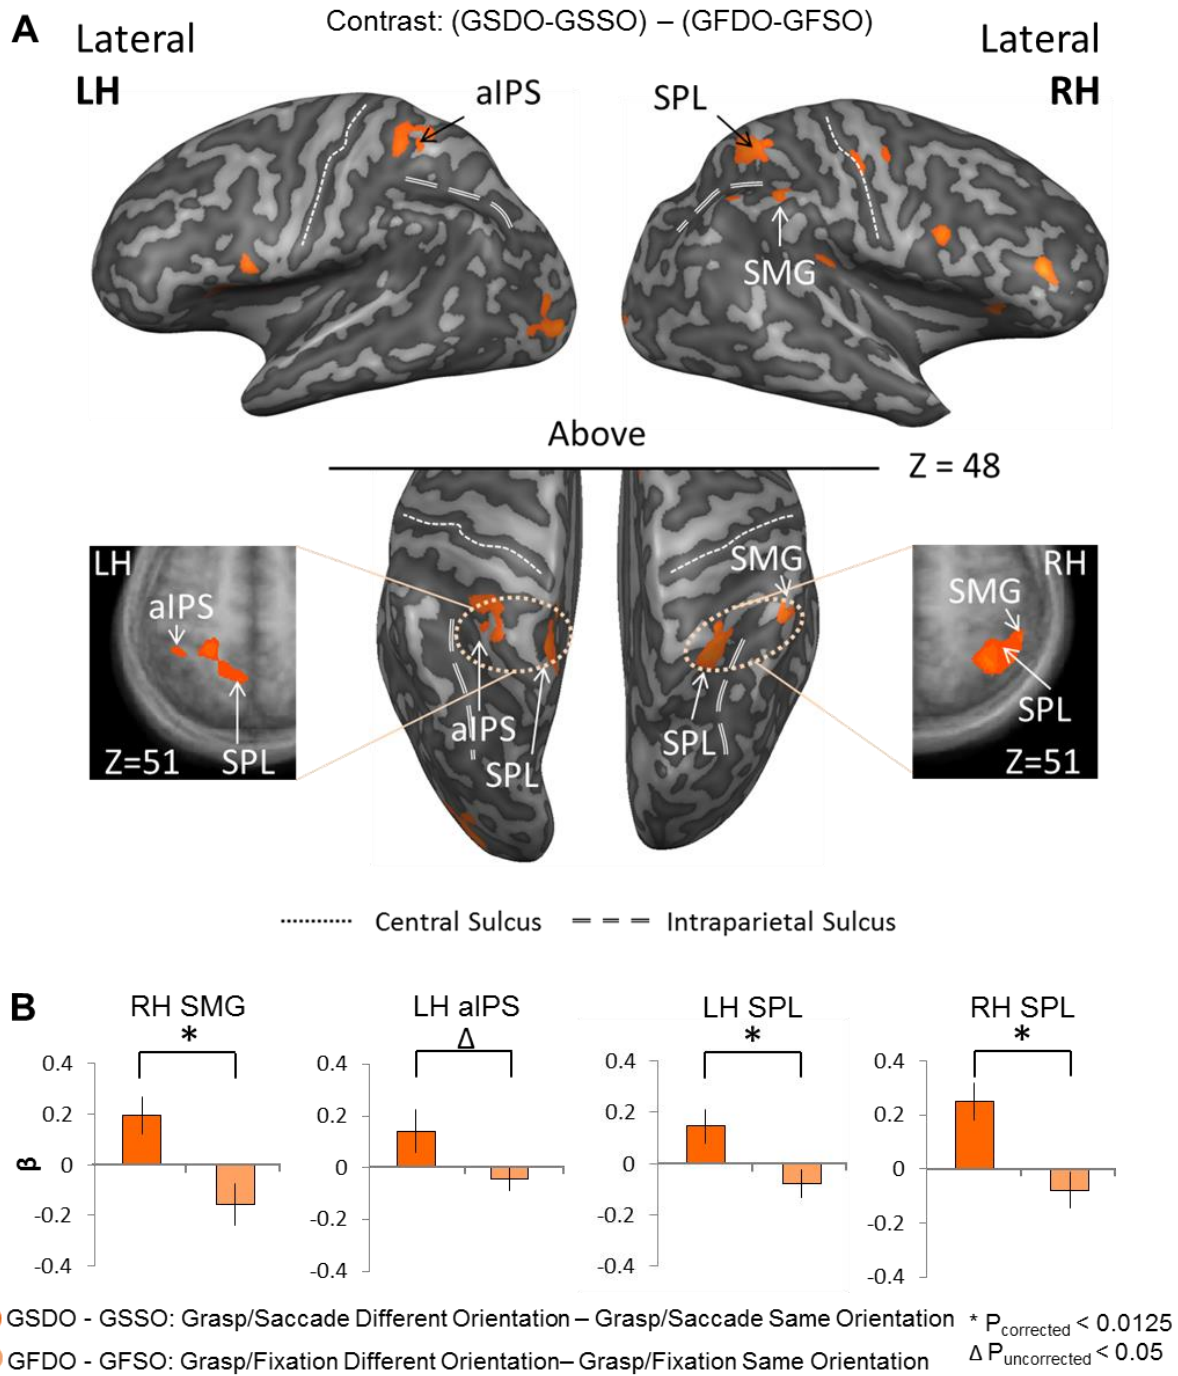 A
Contrast: (GSDO-GSSO) – (GFDO-GFSO)
Lateral
LH
Lateral
RH
aIPS
SPL
SMG
Above
Z = 48
LH
aIPS
Z=51
SPL
aIPS
SPL
SMG
SPL
RH
SMG
SPL
Z=51
Central Sulcus
Intraparietal Sulcus
B
RH SMG
*
0.4
0.2
0
-0.2
-0.4
β
LH aIPS
Δ
0.4
0.2
0
-0.2
-0.4
LH SPL
*
0.4
0.2
0
-0.2
-0.4
RH SPL
*
0.4
0.2
0
-0.2
-0.4
GSDO - GSSO: Grasp/Saccade Different Orientation – Grasp/Saccade Same Orientation
* Pcorrected < 0.0125
GFDO - GFSO: Grasp/Fixation Different Orientation– Grasp/Fixation Same Orientation
Δ Puncorrected < 0.05